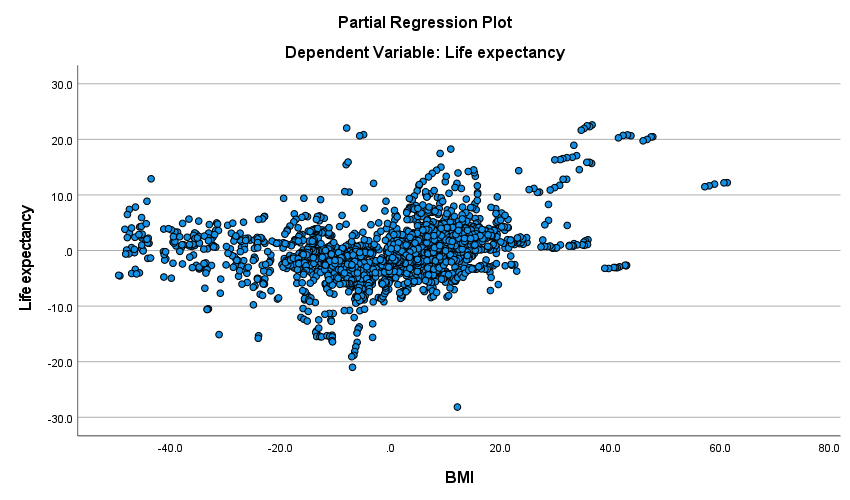 Partial Regression Plot
Dependent Variable: Life expectancy
30.0
20.0
10.0
.0
-10.0
-20.0
-30.0
Life expectancy
-40.0 -20.0 .0 20.0 40.0 60.0 80.0
BMI